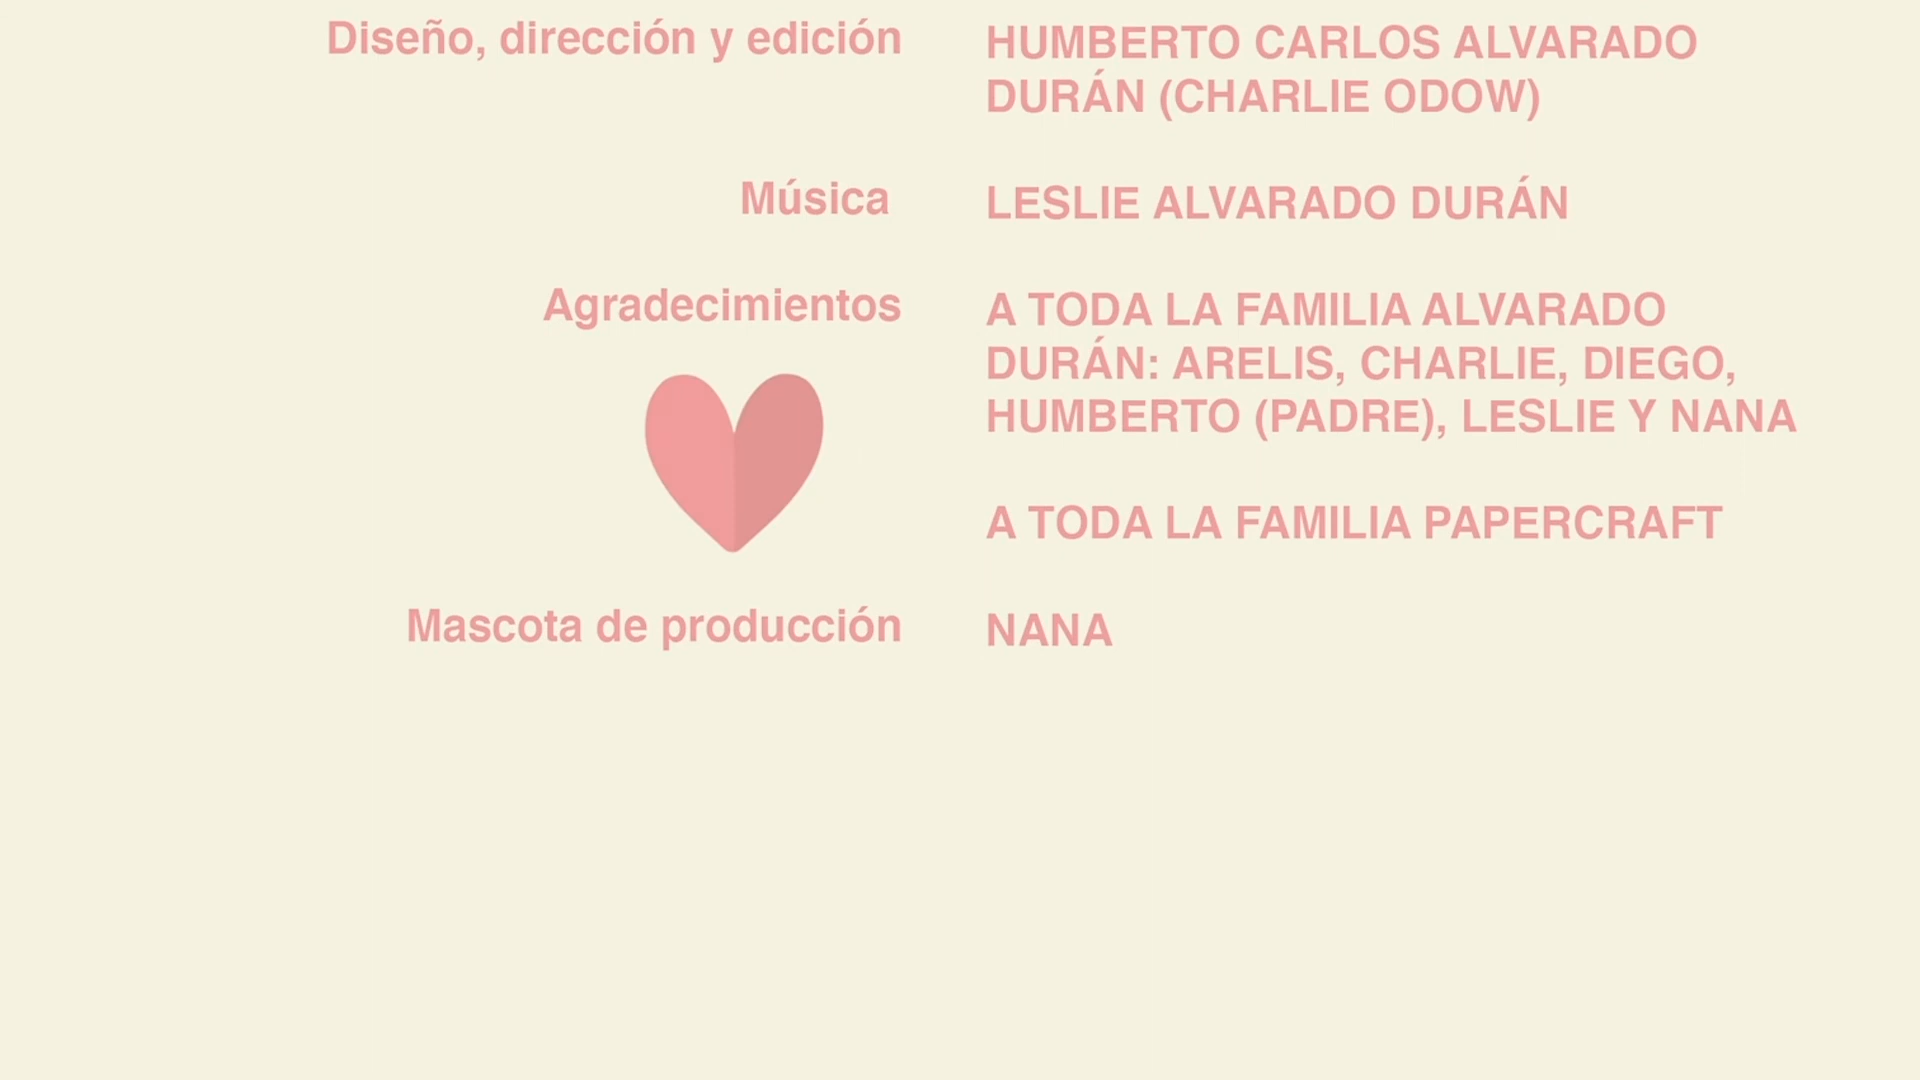 Diseño, dirección y edición HUMBERTO CARLOS ALVARADO
DURÁN (CHARLIE ODOW)
Música LESLIE ALVARADO DURÁN
Agradecimientos A TODA LA FAMILIA ALVARADO
DURÁN: ARELIS, CHARLIE, DIEGO,
HUMBERTO (PADRE), LESLIE Y NANA
A TODA LA FAMILIA PAPERCRAFT
Mascota de producción NANA